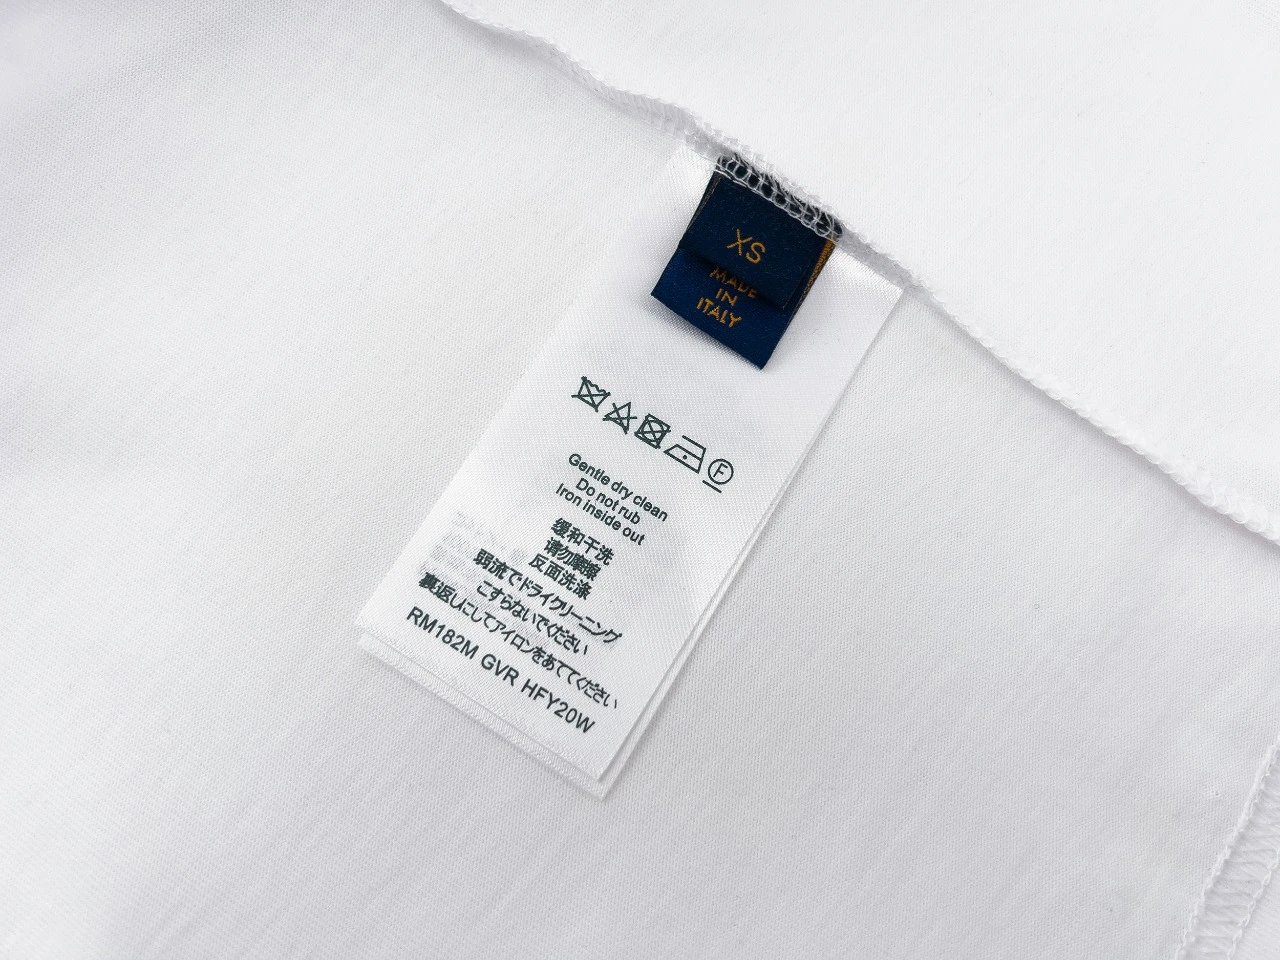 XS
MADE
IN
ITALY
F
Gentle dry clean
Do not rub
Iron inside out
缓和干洗
请勿摩擦
反面洗涤
弱流でドライクリーニング
こすらないでください
裏返しにしてアイロンをあててください
RM182M GVR HFY20W